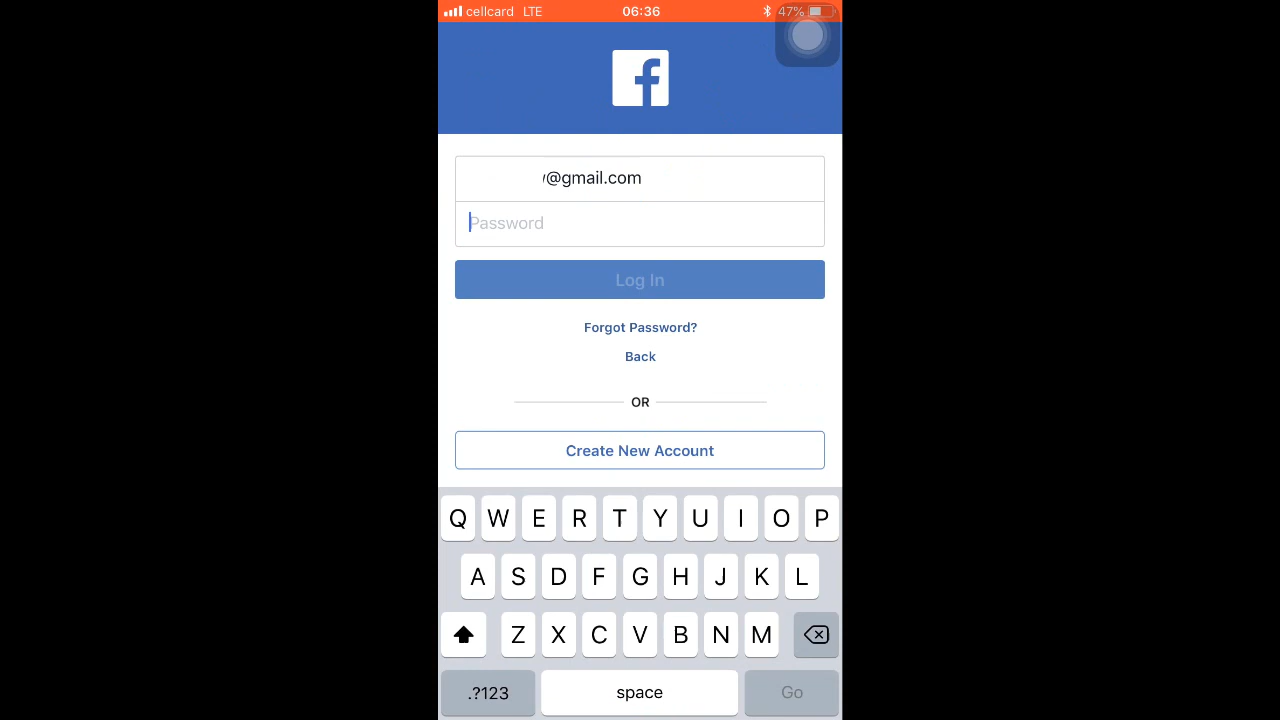 cellcard LTE 06:36 47%
f
@gmail.com
Password
Log In
Forgot Password?
Back
OR
Create New Account
Q W E R T Y U I O P
A S D F G H J K L
Z X C V B N M
.?123 space Go